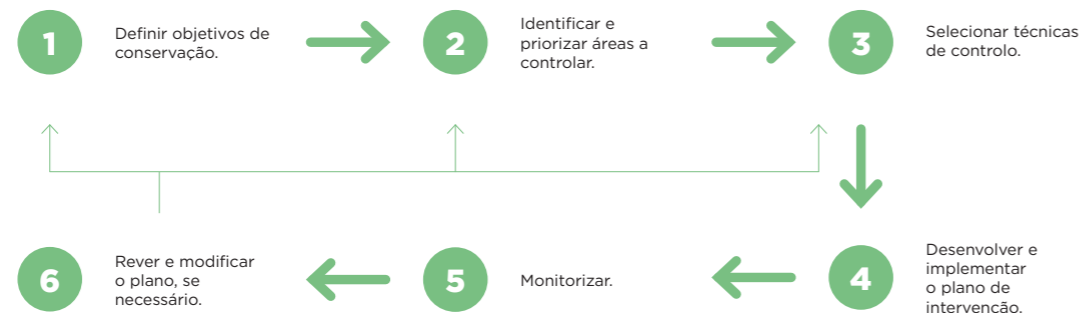 1
Definir objetivos de
conservação.
2
Identificar e
priorizar áreas a
controlar.
3
Selecionar técnicas
de controlo.
4
Desenvolver e
implementar
o plano de
intervenção.
5
Monitorizar.
6
Rever e modificar
o plano, se
necessário.